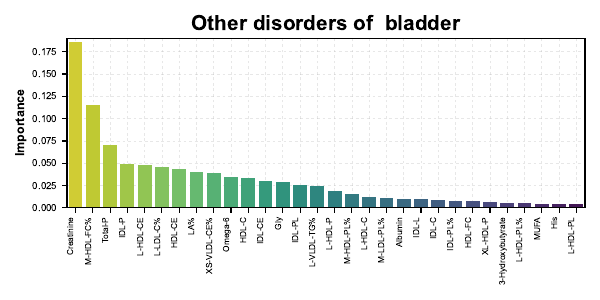 Other disorders of  bladder
Importance
0.175
0.150
0.125
0.100
0.075
0.050
0.025
0.000
Creatinine
M-HDL-FC%
Total-P
IDL-P
L-HDL-CE
L-LDL-C%
HDL-CE
LA%
XS-VLDL-CE%
Omega-6
HDL-C
IDL-CE
Gly
IDL-PL
L-VLDL-TG%
L-HDL-P
M-HDL-PL%
L-HDL-C
M-LDL-PL%
Albumin
IDL-L
IDL-C
IDL-PL%
HDL-FC
XL-HDL-P
3-Hydroxybutyrate
L-HDL-PL%
MUFA
His
L-HDL-PL